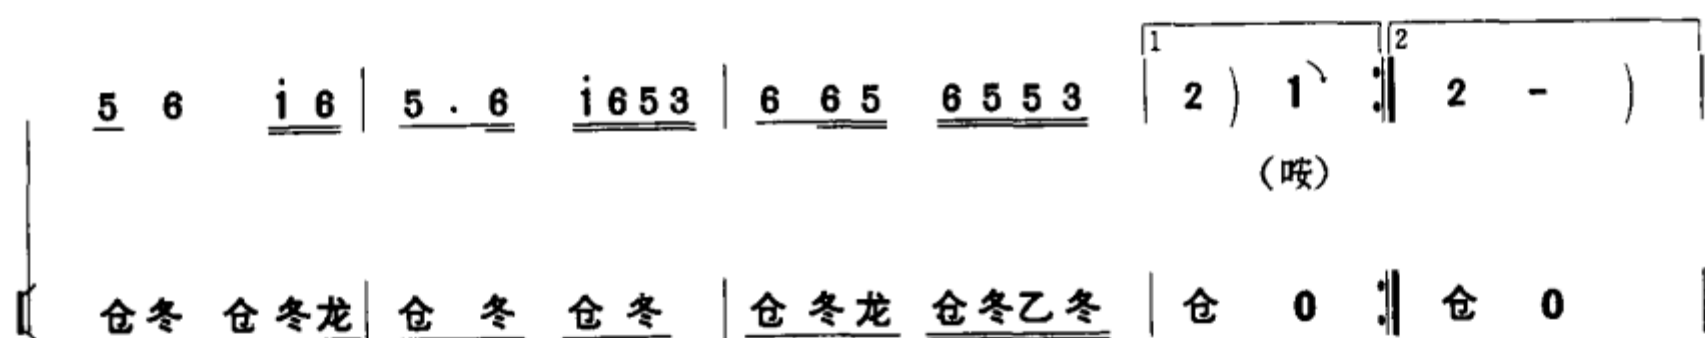 1 2
5 6 i 6 | 5 . 6 i 6 5 3 | 6 6 5 6 5 5 3 | 2 ) 1 :‖ 2 - )
(咹)
仓冬 仓冬龙 | 仓 冬 仓 冬 | 仓 冬龙 仓冬乙冬 | 仓 0 :‖ 仓 0